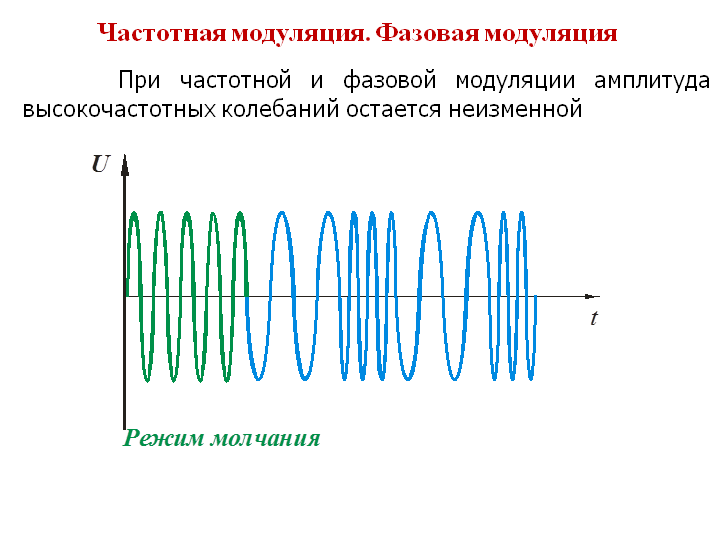 Частотная модуляция. Фазовая модуляция
При частотной и фазовой модуляции амплитуда
высокочастотных колебаний остается неизменной
U
t
Режим молчания